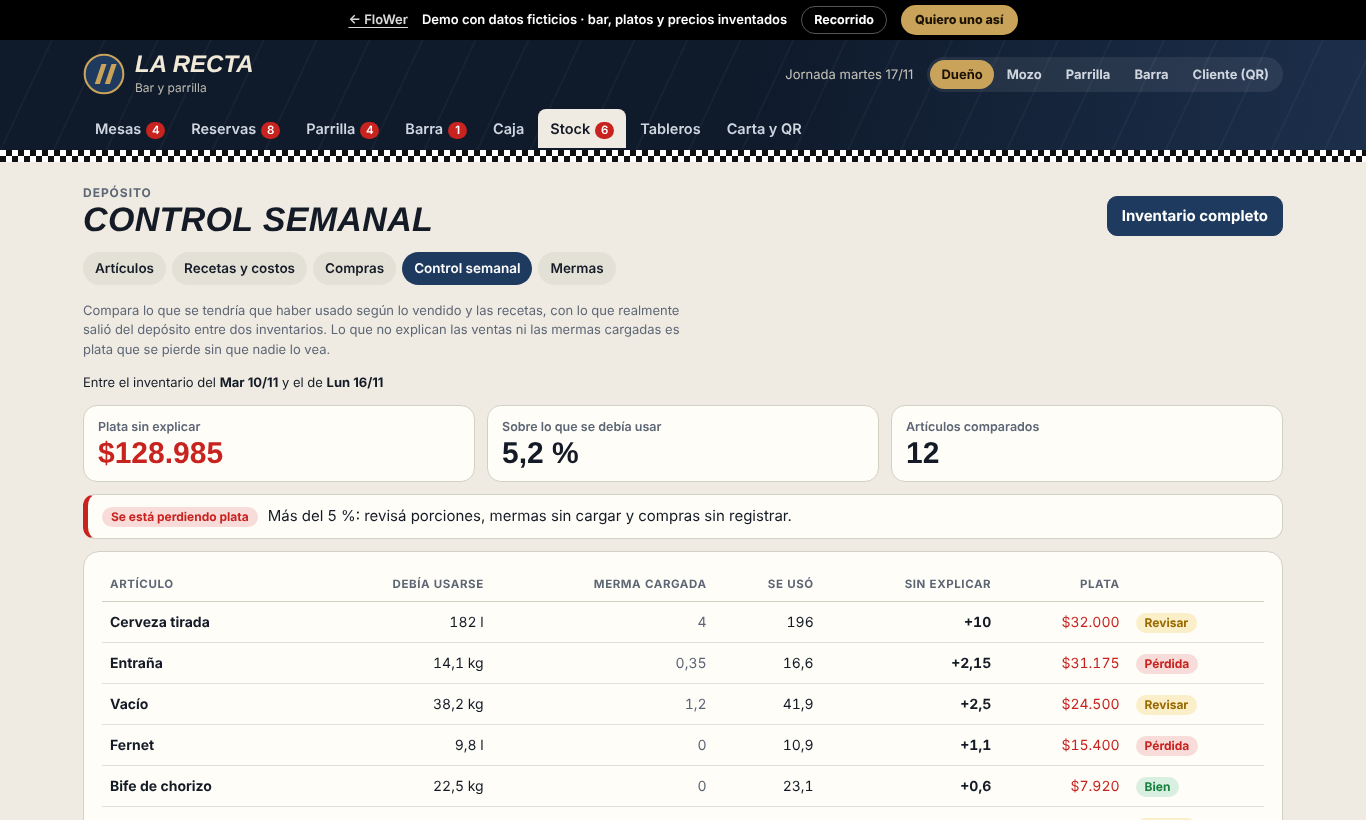 ← FloWer Demo con datos ficticios · bar, platos y precios inventados Recorrido Quiero uno así
LA RECTA
Bar y parrilla
Jornada martes 17/11 Dueño Mozo Parrilla Barra Cliente (QR)
Mesas 4 Reservas 8 Parrilla 4 Barra 1 Caja Stock 6 Tableros Carta y QR
DEPÓSITO
CONTROL SEMANAL
Inventario completo
Artículos Recetas y costos Compras Control semanal Mermas
Compara lo que se tendría que haber usado según lo vendido y las recetas, con lo que realmente
salió del depósito entre dos inventarios. Lo que no explican las ventas ni las mermas cargadas es
plata que se pierde sin que nadie lo vea.
Entre el inventario del Mar 10/11 y el de Lun 16/11
Plata sin explicar Sobre lo que se debía usar Artículos comparados
$128.985 5,2 % 12
Se está perdiendo plata Más del 5 %: revisá porciones, mermas sin cargar y compras sin registrar.
ARTÍCULO DEBÍA USARSE MERMA CARGADA SE USÓ SIN EXPLICAR PLATA
Cerveza tirada 182 l 4 196 +10 $32.000 Revisar
Entraña 14,1 kg 0,35 16,6 +2,15 $31.175 Pérdida
Vacío 38,2 kg 1,2 41,9 +2,5 $24.500 Revisar
Fernet 9,8 l 0 10,9 +1,1 $15.400 Pérdida
Bife de chorizo 22,5 kg 0 23,1 +0,6 $7.920 Bien